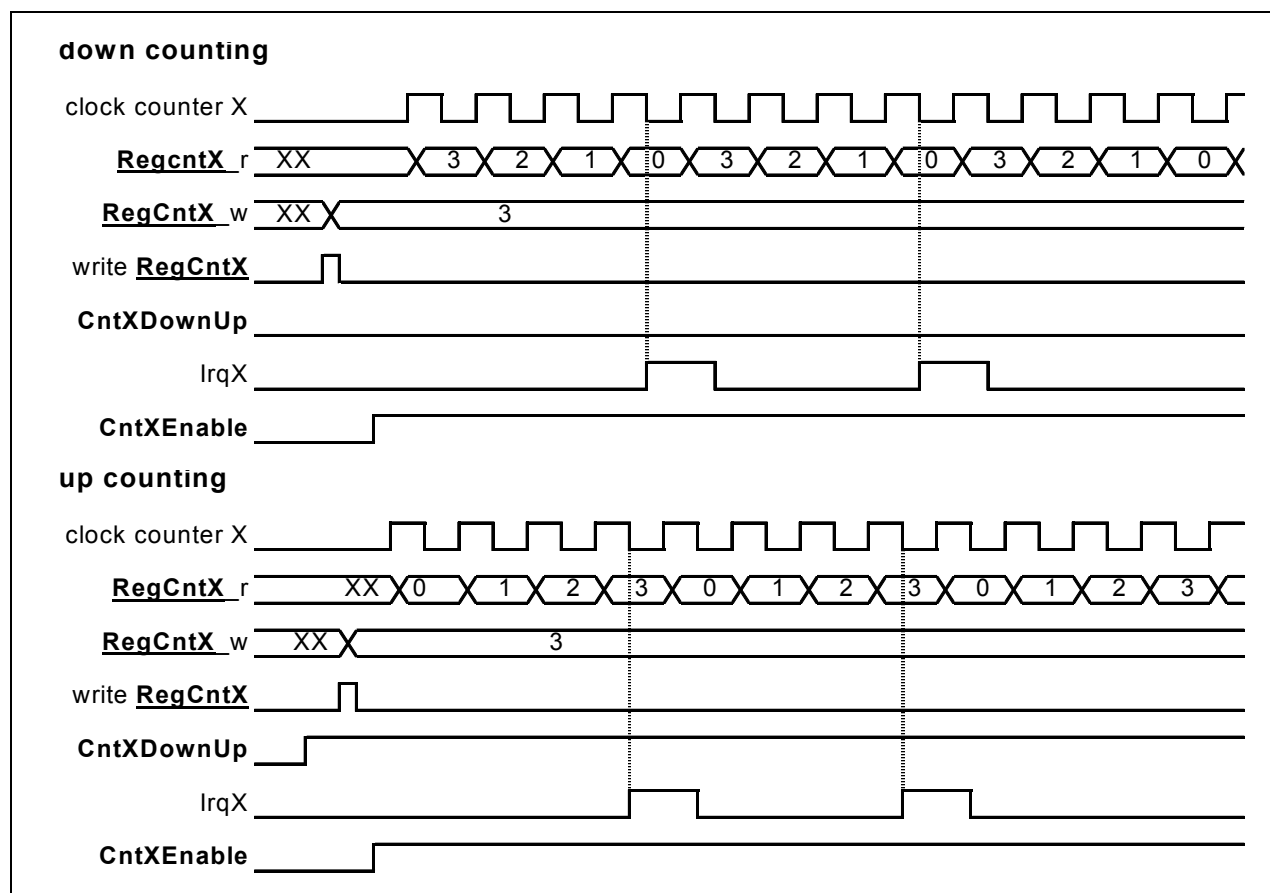 down counting
clock counter X
RegcntX_r XX 3 2 1 0 3 2 1 0 3 2 1 0
RegCntX_w XX 3
write RegCntX
CntXDownUp
IrqX
CntXEnable
up counting
clock counter X
RegCntX_r XX 0 1 2 3 0 1 2 3 0 1 2 3
RegCntX_w XX 3
write RegCntX
CntXDownUp
IrqX
CntXEnable